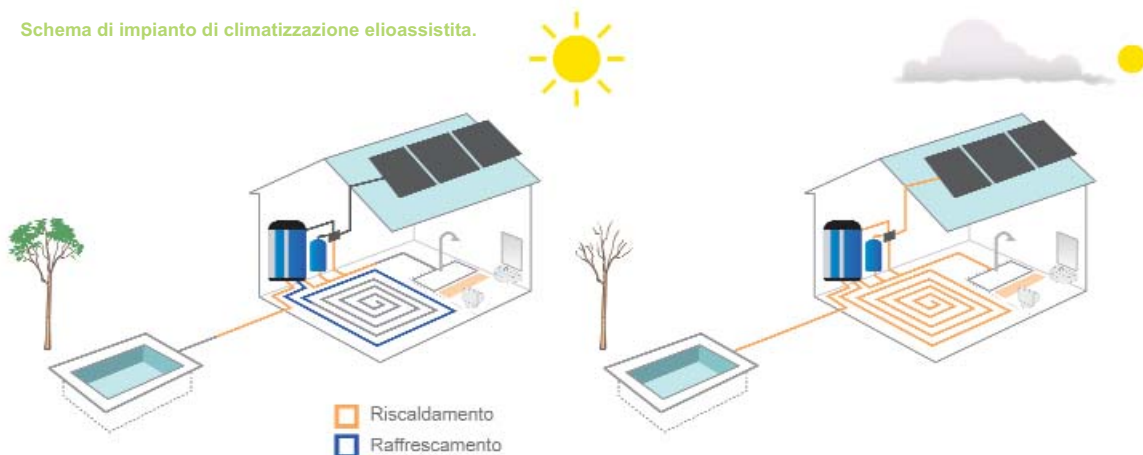 Schema di impianto di climatizzazione elioassistita.
Riscaldamento
Raffrescamento